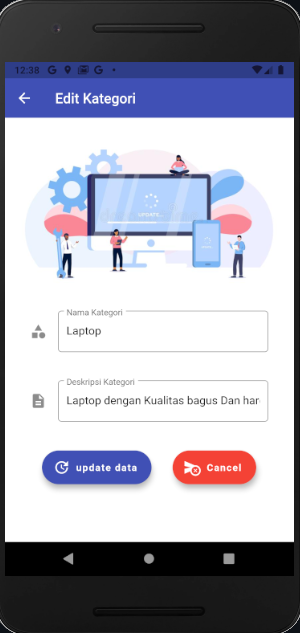 12:38
Edit Kategori
UPDATE...
Nama Kategori
Laptop
Deskripsi Kategori
Laptop dengan Kualitas bagus Dan har
update data
Cancel